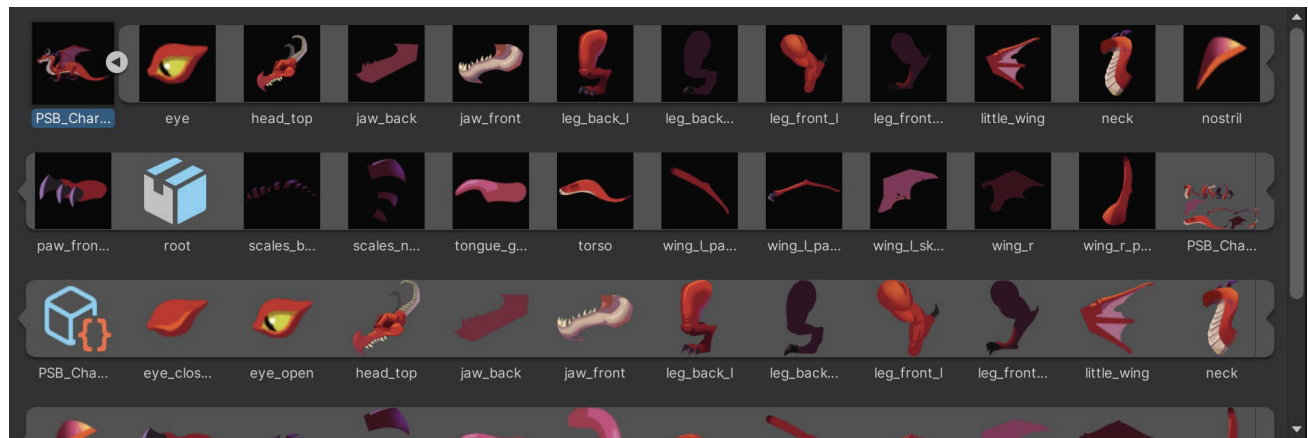 PSB_Char... eye head_top jaw_back jaw_front leg_back_l leg_back... leg_front_l leg_front... little_wing neck nostril
paw_fron... root scales_b... scales_n... tongue_g... torso wing_l_pa... wing_l_pa... wing_l_sk... wing_r wing_r_p... PSB_Cha...
PSB_Cha... eye_clos... eye_open head_top jaw_back jaw_front leg_back_l leg_back... leg_front_l leg_front... little_wing neck